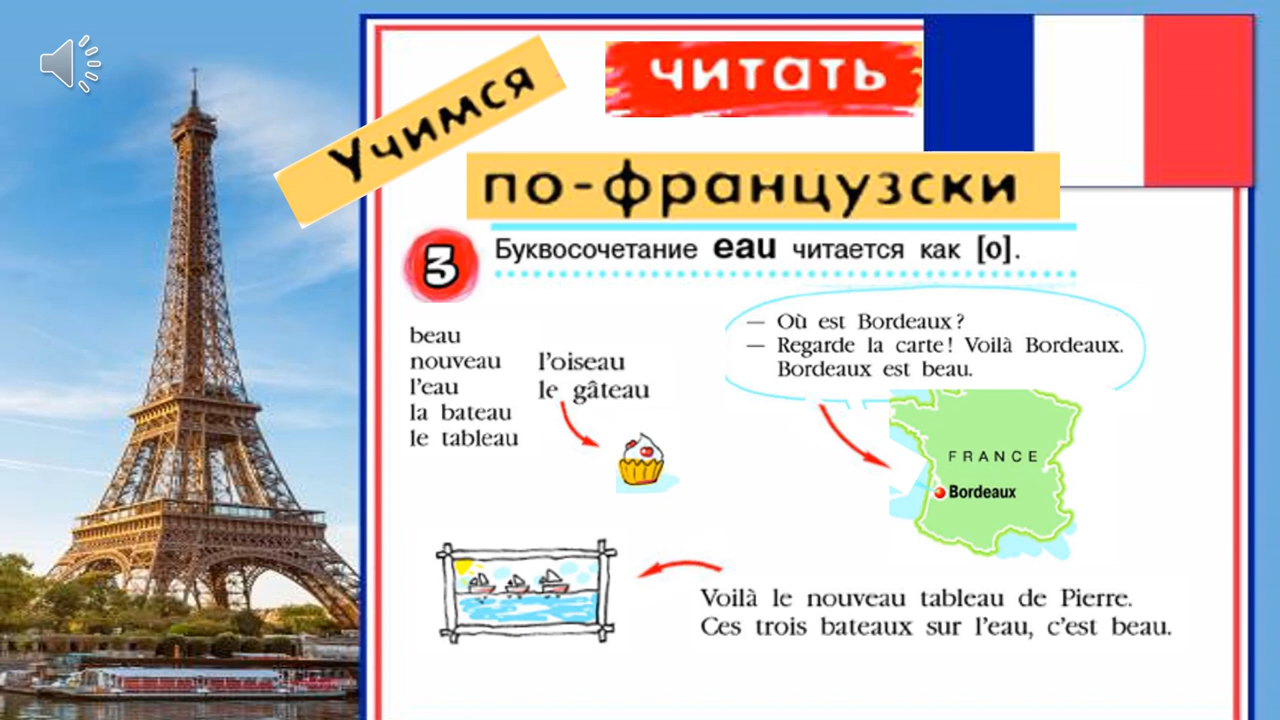 Учимся
читать
по-французски
3
Буквосочетание eau читается как [o].
beau
nouveau
l'eau
la bateau
le tableau
l'oiseau
le gâteau
— Où est Bordeaux?
— Regarde la carte! Voilà Bordeaux.
Bordeaux est beau.
FRANCE
Bordeaux
Voilà le nouveau tableau de Pierre.
Ces trois bateaux sur l'eau, c'est beau.